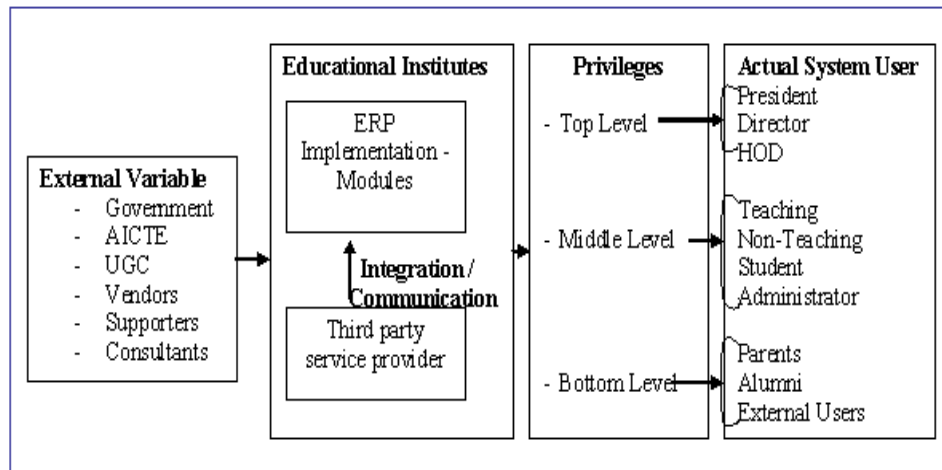 External Variable
- Government
- AICTE
- UGC
- Vendors
- Supporters
- Consultants
Educational Institutes
ERP
Implementation -
Modules
Integration /
Communication
Third party
service provider
Privileges
- Top Level
- Middle Level
- Bottom Level
Actual System User
President
Director
HOD
Teaching
Non-Teaching
Student
Administrator
Parents
Alumni
External Users